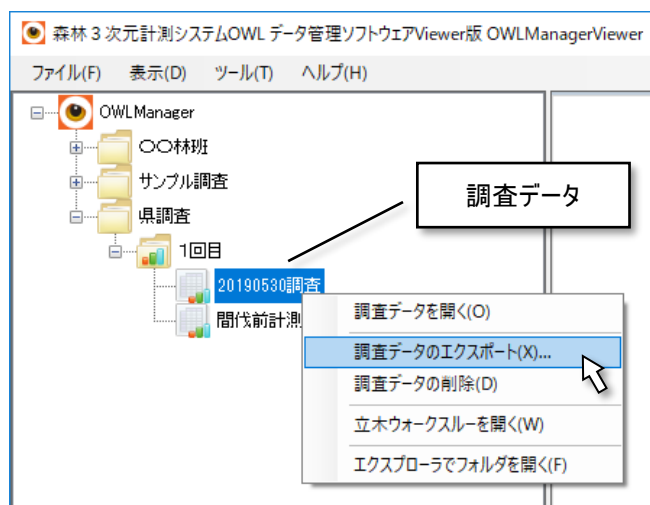 森林３次元計測システムOWL データ管理ソフトウェアViewer版 OWLManagerViewer
ファイル(F) 表示(D) ツール(T) ヘルプ(H)
OWLManager
〇〇林班
サンプル調査
県調査
1回目
20190530調査
間伐前計測
調査データ
調査データを開く(O)
調査データのエクスポート(X)...
調査データの削除(D)
立木ウォークスルーを開く(W)
エクスプローラでフォルダを開く(F)